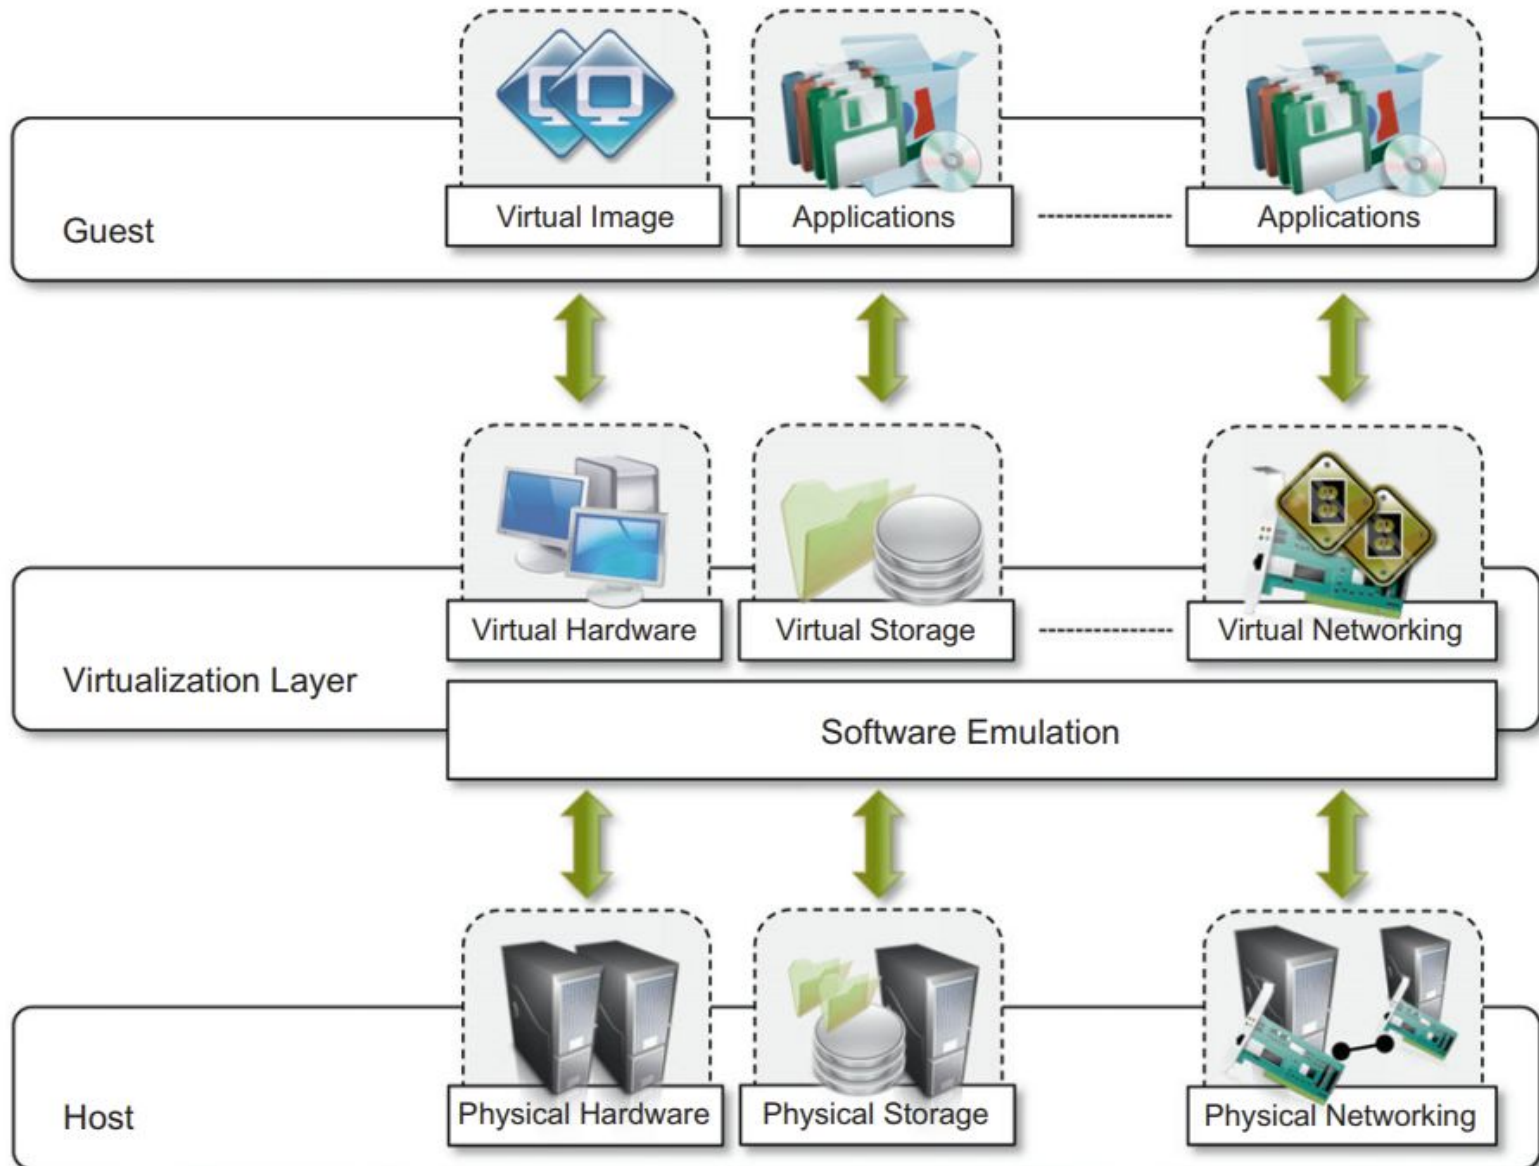 Guest
Virtual Image
Applications
Applications
Virtualization Layer
Virtual Hardware
Virtual Storage
Virtual Networking
Software Emulation
Host
Physical Hardware
Physical Storage
Physical Networking